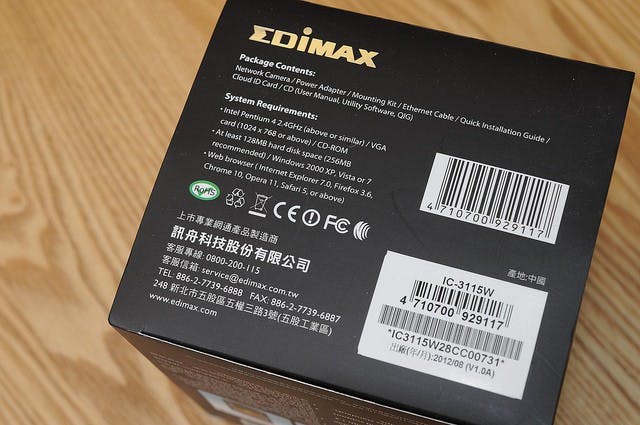 EDIMAX
Package Contents:
Network Camera / Power Adapter / Mounting Kit / Ethernet Cable / Quick Installation Guide /
Cloud ID Card / CD (User Manual, Utility Software, QIG)
System Requirements:
• Intel Pentium 4 2.4GHz (above or similar) / VGA
card (1024 x 768 or above) / CD-ROM
• At least 128MB hard disk space (256MB
recommended) / Windows 2000 XP, Vista or 7
• Web browser ( Internet Explorer 7.0, Firefox 3.6,
Chrome 10, Opera 11, Safari 5, or above)
RoHS
CE
FC
4 710700 929117
上市專業網通產品製造商
訊舟科技股份有限公司
客服專線: 0800-200-115
客服信箱: service@edimax.com.tw
TEL: 886-2-7739-6888 FAX: 886-2-7739-6887
248 新北市五股區五權三路3號(五股工業區)
www.edimax.com
產地:中國
IC-3115W
4 710700 929117
*IC3115W28CC00731*
出廠(年/月):2012/08 (V1.0A)